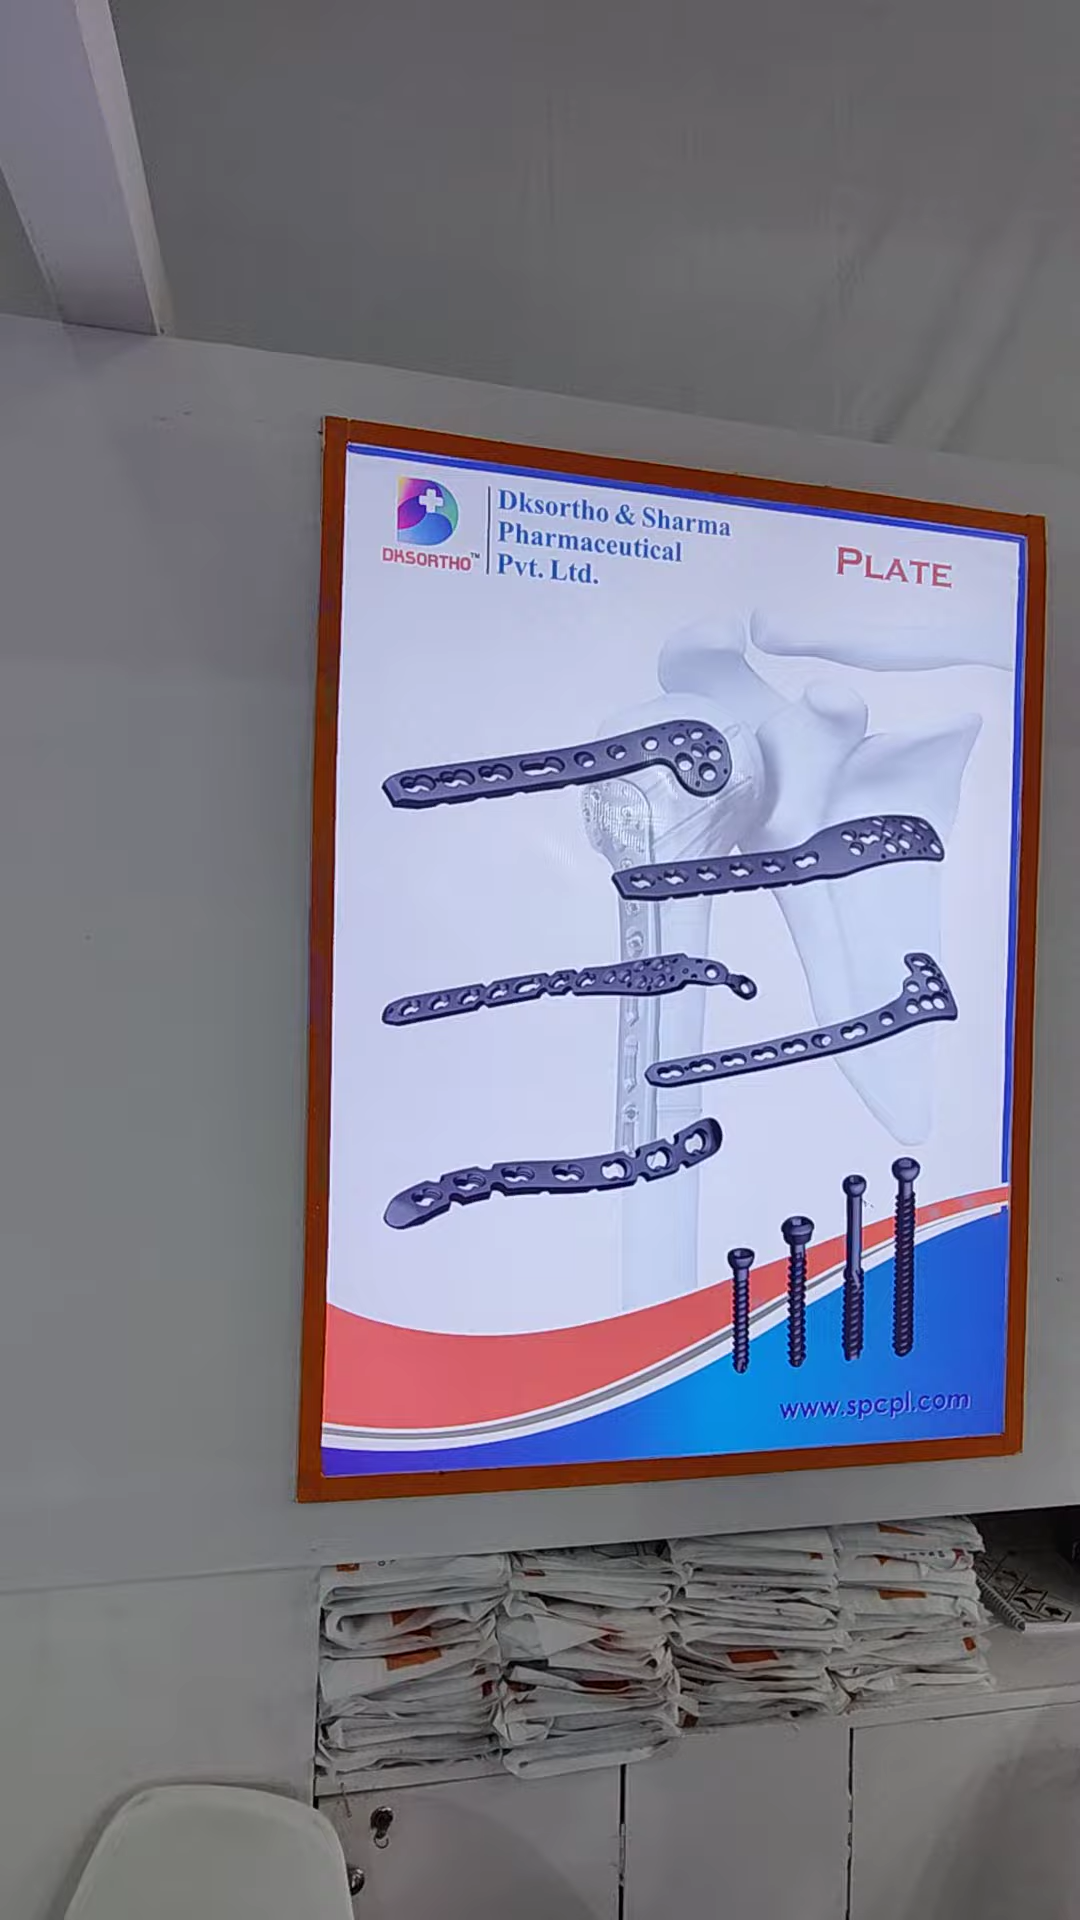 DKSORTHO™
Dksortho & Sharma
Pharmaceutical
Pvt. Ltd.
PLATE
www.spcpl.com